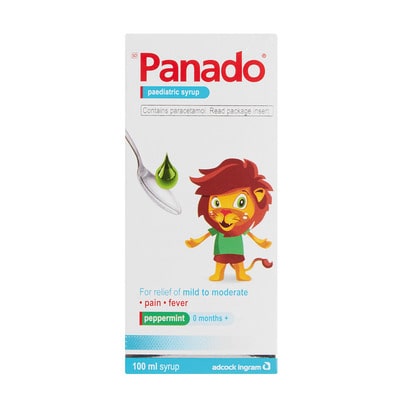 Panado®
paediatric syrup
Contains paracetamol. Read package insert.
For relief of mild to moderate
• pain • fever
peppermint
months +
100 ml syrup
adcock ingram